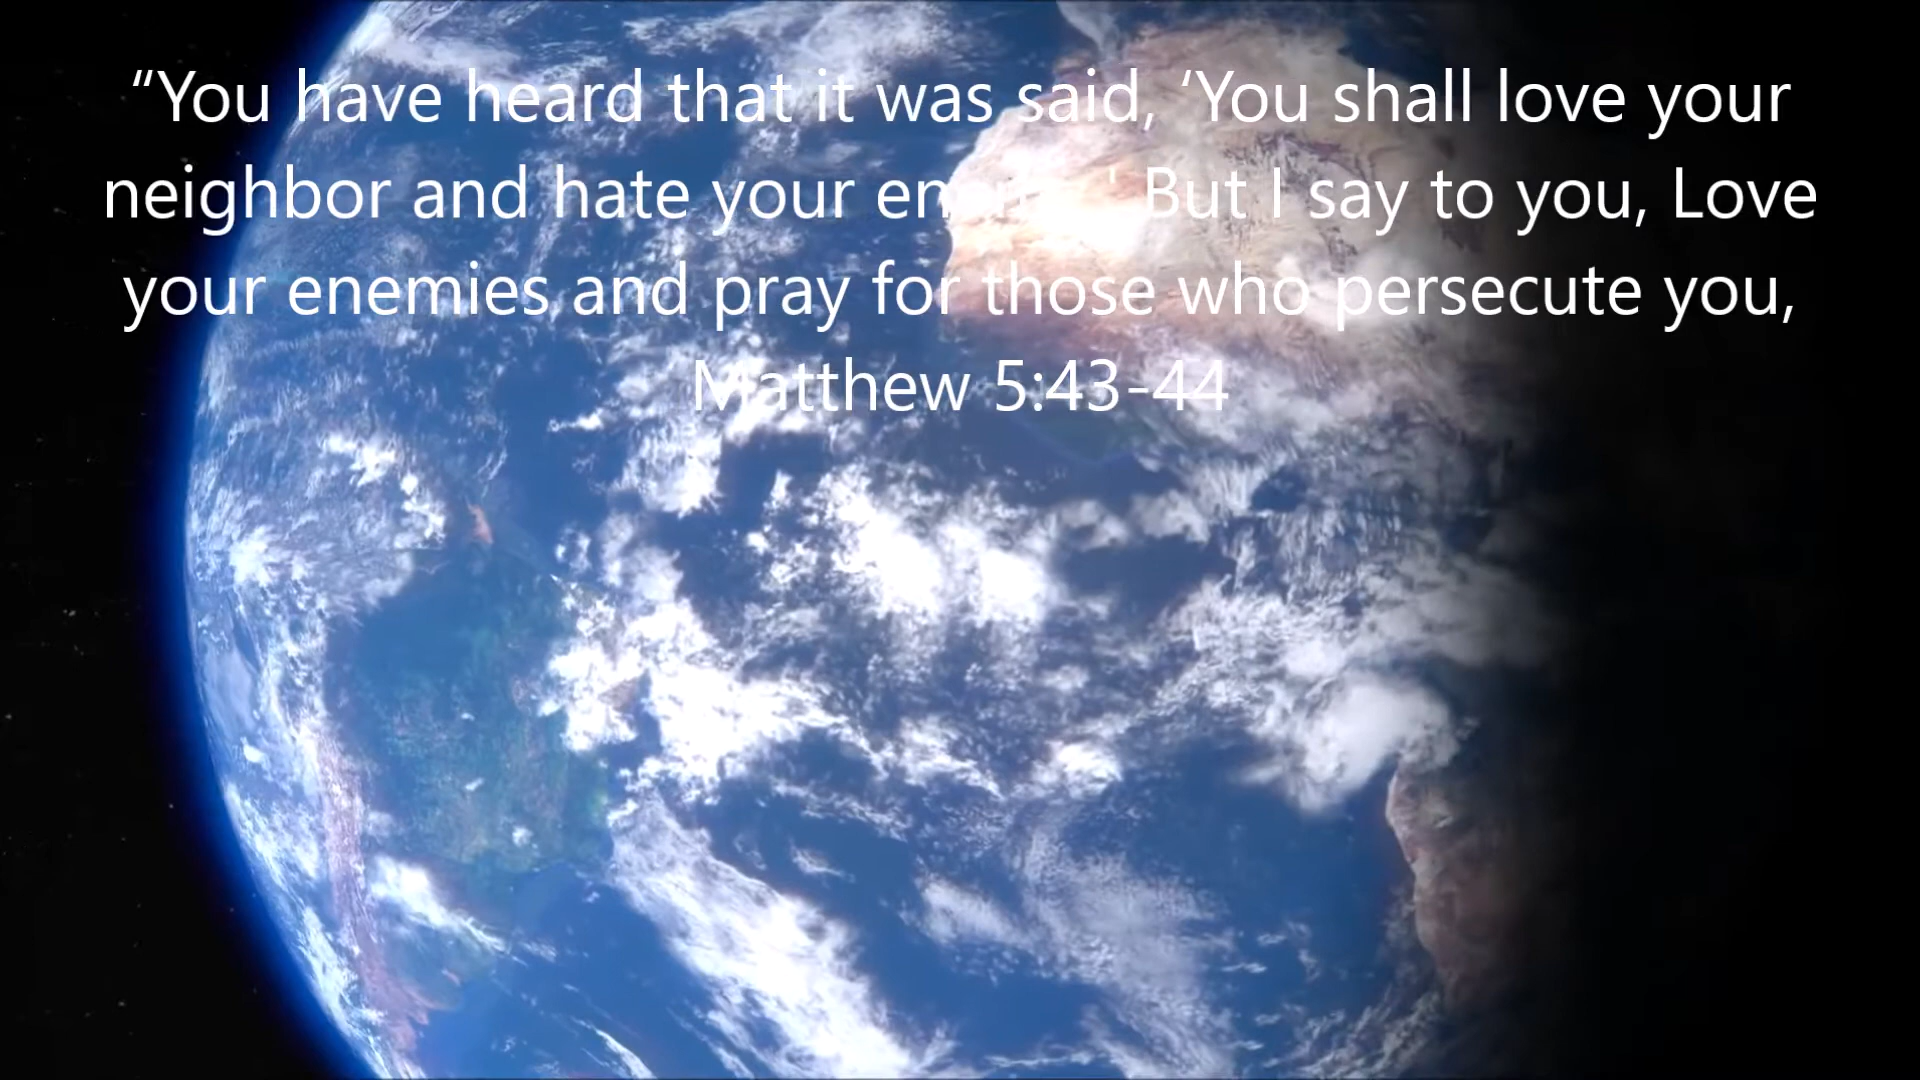 “You have heard that it was said, ‘You shall love your
neighbor and hate your enemy.' But I say to you, Love
your enemies and pray for those who persecute you,
Matthew 5:43-44